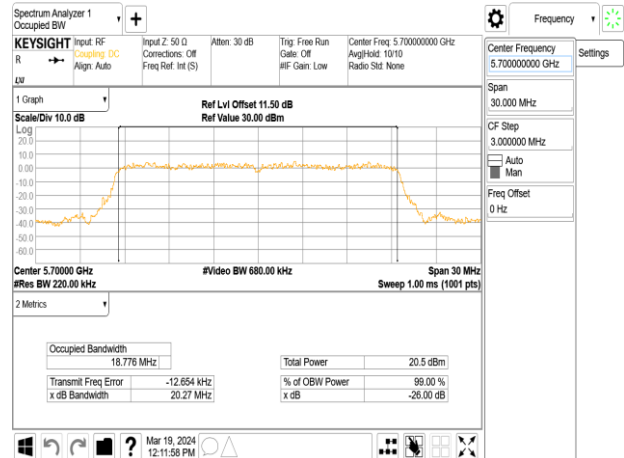 Spectrum Analyzer 1
Occupied BW
Frequency
KEYSIGHT
R
Input: RF
Coupling: DC
Align: Auto
Input Z: 50 Ω
Corrections: Off
Freq Ref: Int (S)
Atten: 30 dB
Trig: Free Run
Gate: Off
#IF Gain: Low
Center Freq: 5.700000000 GHz
Avg|Hold: 10/10
Radio Std: None
LXI
Center Frequency
5.700000000 GHz
Settings
Span
30.000 MHz
CF Step
3.000000 MHz
Auto
Man
Freq Offset
0 Hz
1 Graph
Scale/Div 10.0 dB
Ref Lvl Offset 11.50 dB
Ref Value 30.00 dBm
Log
20.0
10.0
0.00
-10.0
-20.0
-30.0
-40.0
-50.0
-60.0
Center 5.70000 GHz
#Video BW 680.00 kHz
Span 30 MHz
#Res BW 220.00 kHz
Sweep 1.00 ms (1001 pts)
2 Metrics
Occupied Bandwidth
18.776 MHz
Total Power 20.5 dBm
Transmit Freq Error -12.654 kHz
% of OBW Power 99.00 %
x dB Bandwidth 20.27 MHz
x dB -26.00 dB
?
Mar 19, 2024
12:11:58 PM